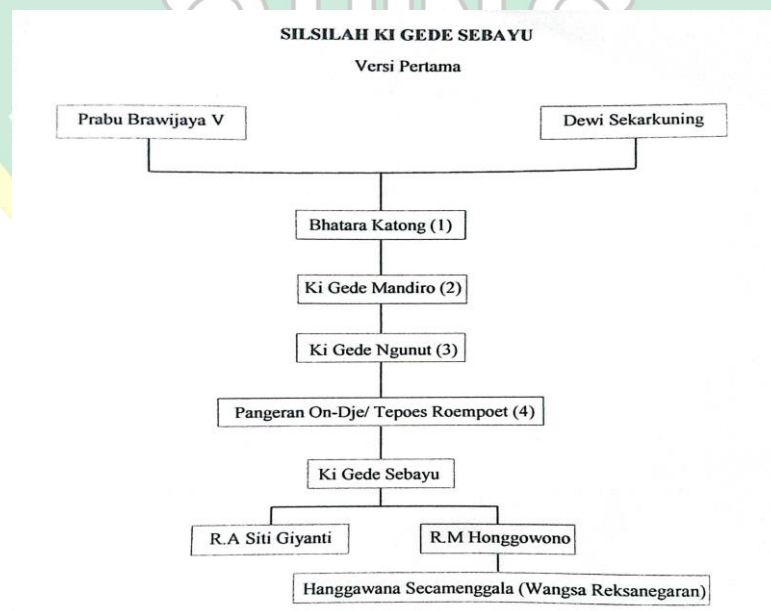 SILSILAH KI GEDE SEBAYU
Versi Pertama
Prabu Brawijaya V
Dewi Sekarkuning
Bhatara Katong (1)
Ki Gede Mandiro (2)
Ki Gede Ngunut (3)
Pangeran On-Dje/ Tepoes Roempoet (4)
Ki Gede Sebayu
R.A Siti Giyanti
R.M Honggowono
Hanggawana Secamenggala (Wangsa Reksanegaran)